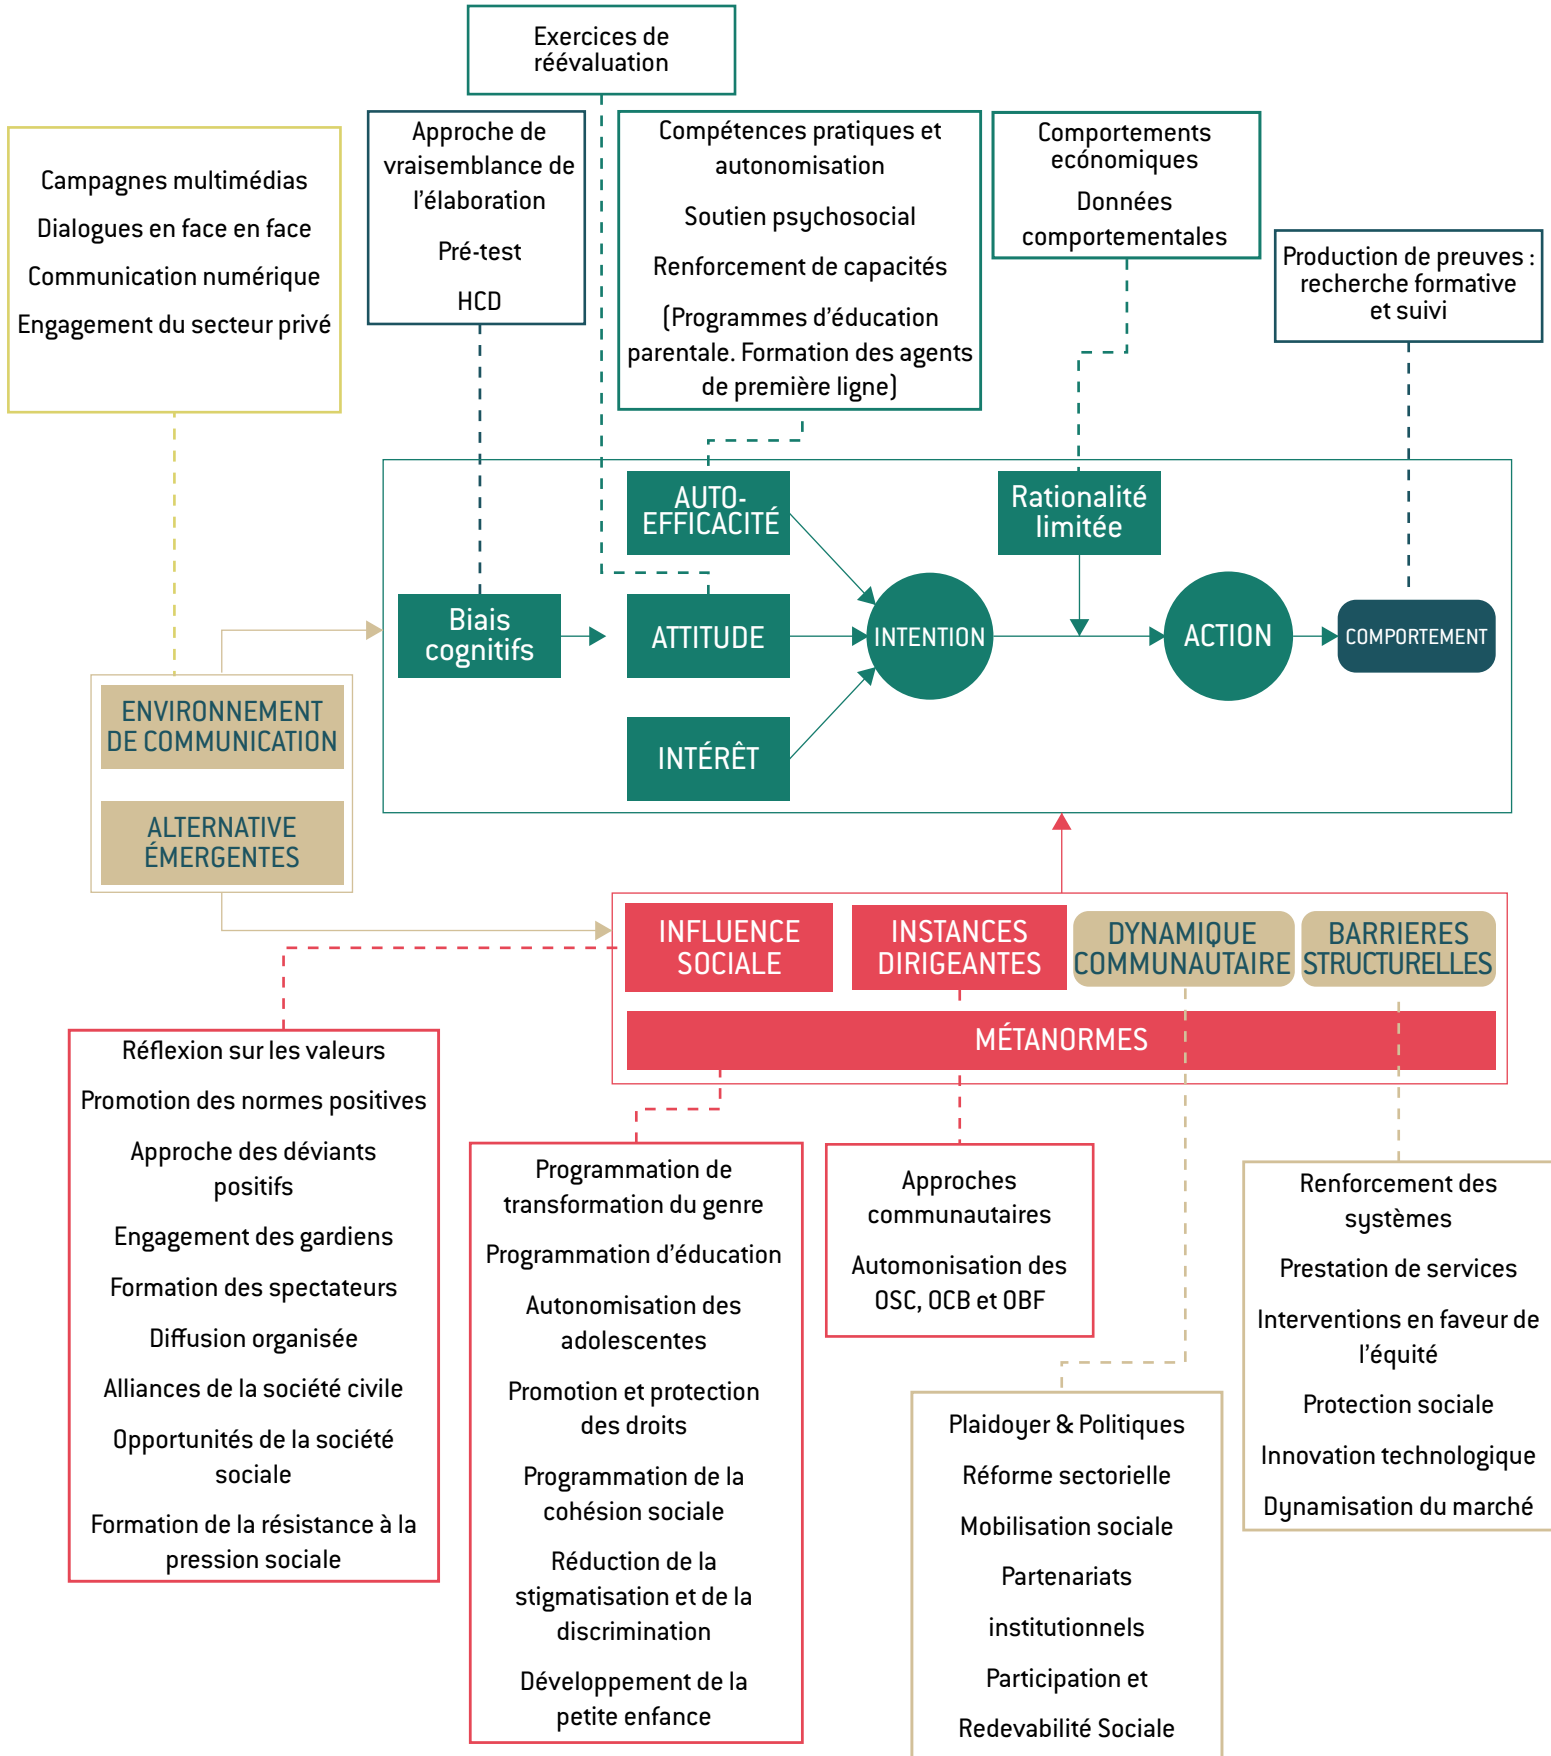 Exercices de
réévaluation
Campagnes multimédias
Dialogues en face en face
Communication numérique
Engagement du secteur privé
Approche de
vraisemblance de
l’élaboration
Pré-test
HCD
Compétences pratiques et
autonomisation
Soutien psychosocial
Renforcement de capacités
(Programmes d’éducation
parentale. Formation des agents
de première ligne)
Comportements
ecónomiques
Données
comportementales
Production de preuves :
recherche formative
et suivi
AUTO-
EFFICACITÉ
Rationalité
limitée
Biais
cognitifs
ATTITUDE
INTENTION
ACTION
COMPORTEMENT
INTÉRÊT
ENVIRONNEMENT
DE COMMUNICATION
ALTERNATIVE
ÉMERGENTES
INFLUENCE
SOCIALE
INSTANCES
DIRIGEANTES
DYNAMIQUE
COMMUNAUTAIRE
BARRIERES
STRUCTURELLES
MÉTANORMES
Réflexion sur les valeurs
Promotion des normes positives
Approche des déviants
positifs
Engagement des gardiens
Formation des spectateurs
Diffusion organisée
Alliances de la société civile
Opportunités de la société
sociale
Formation de la résistance à la
pression sociale
Programmation de
transformation du genre
Programmation d’éducation
Autonomisation des
adolescentes
Promotion et protection
des droits
Programmation de la
cohésion sociale
Réduction de la
stigmatisation et de la
discrimination
Développement de la
petite enfance
Approches
communautaires
Automonisation des
OSC, OCB et OBF
Plaidoyer & Politiques
Réforme sectorielle
Mobilisation sociale
Partenariats
institutionnels
Participation et
Redevabilité Sociale
Renforcement des
systèmes
Prestation de services
Interventions en faveur de
l’équité
Protection sociale
Innovation technologique
Dynamisation du marché